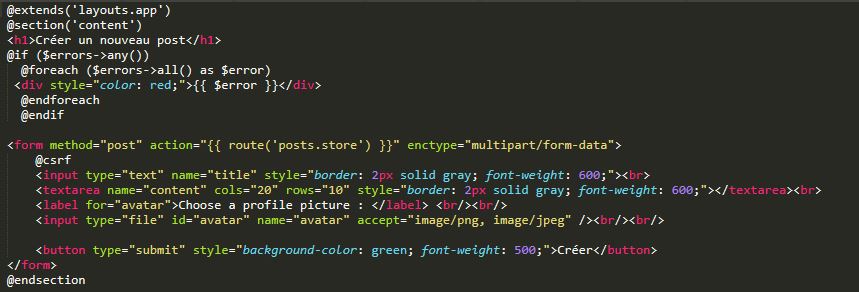 @extends('layouts.app')
@section('content')
<h1>Créer un nouveau post</h1>
@if ($errors->any())
@foreach ($errors->all() as $error)
<div style="color: red;">{{ $error }}</div>
@endforeach
@endif
<form method="post" action="{{ route('posts.store') }}" enctype="multipart/form-data">
@csrf
<input type="text" name="title" style="border: 2px solid gray; font-weight: 600;"><br>
<textarea name="content" cols="20" rows="10" style="border: 2px solid gray; font-weight: 600;"></textarea><br>
<label for="avatar">Choose a profile picture : </label> <br/><br/>
<input type="file" id="avatar" name="avatar" accept="image/png, image/jpeg" /><br/><br/>
<button type="submit" style="background-color: green; font-weight: 500;">Créer</button>
</form>
@endsection